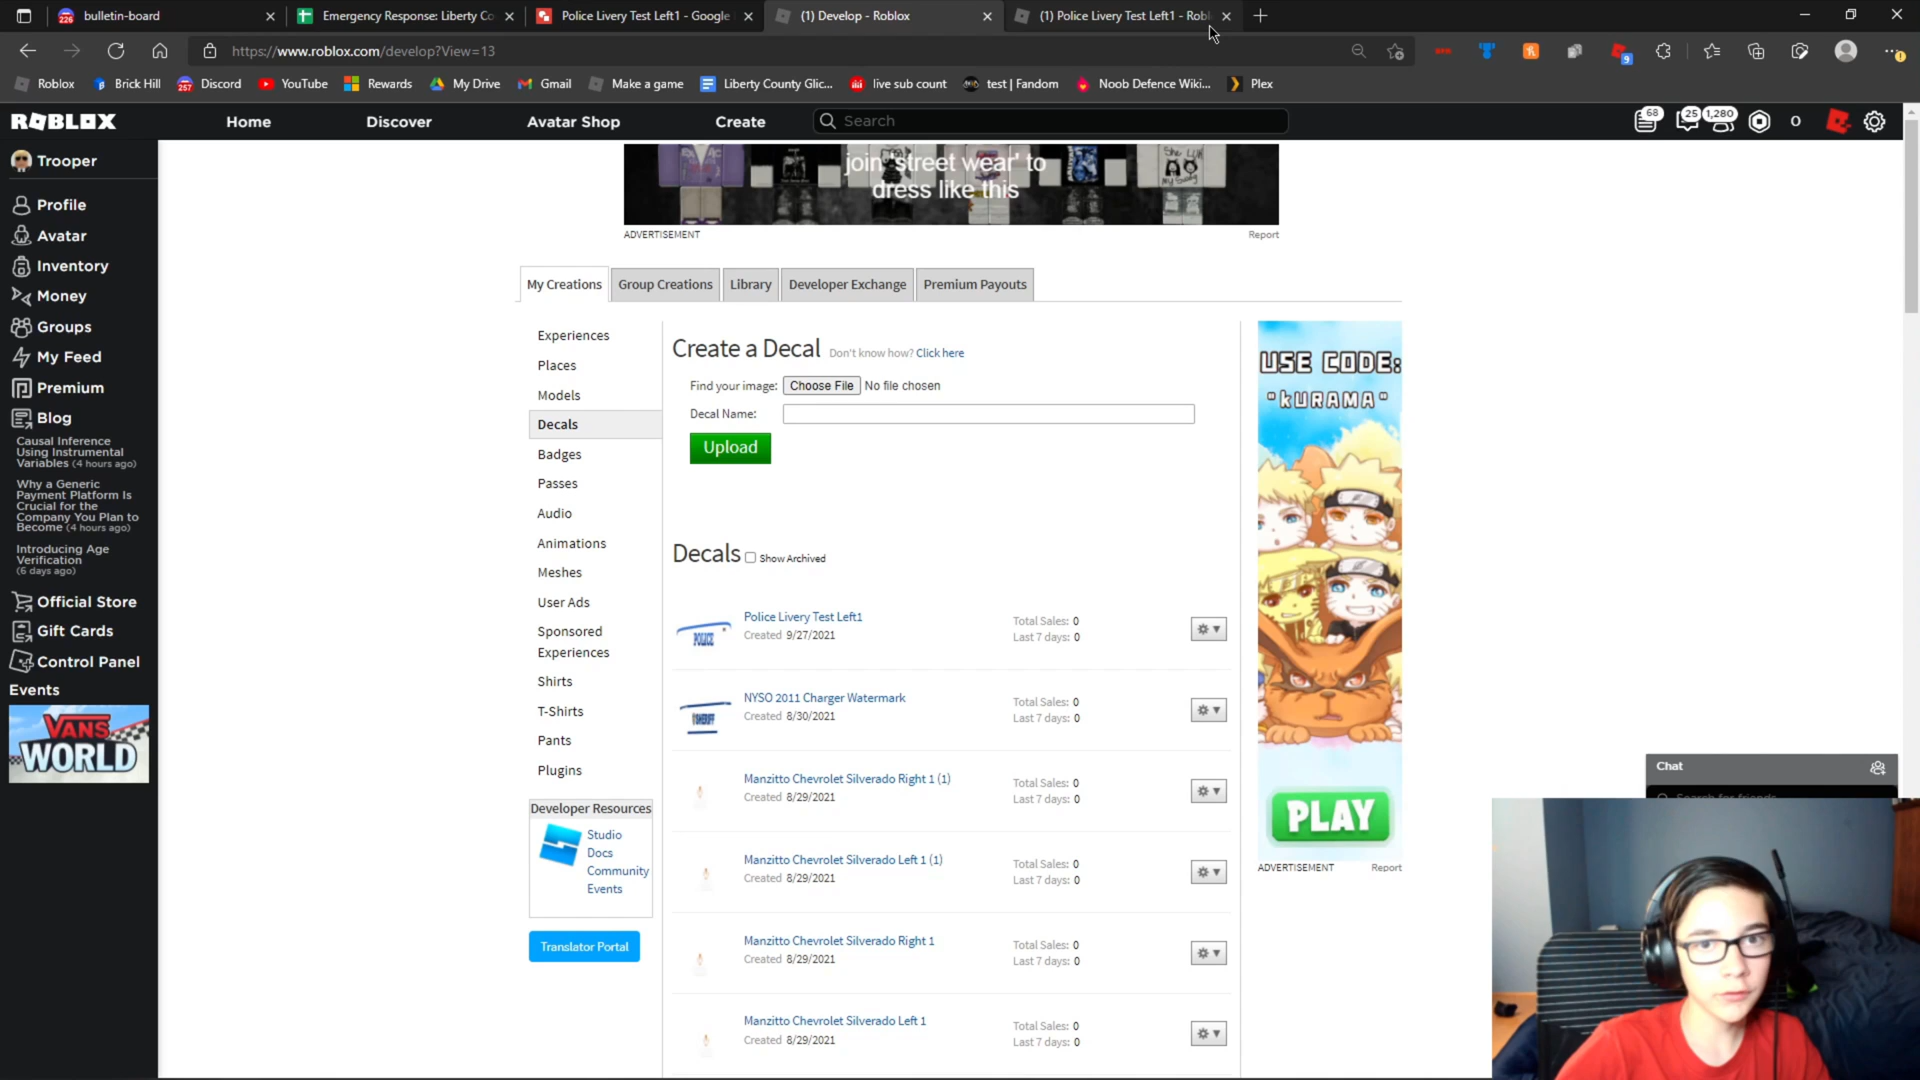 226
bulletin-board
Emergency Response: Liberty Co
Police Livery Test Left1 - Google
(1) Develop - Roblox
(1) Police Livery Test Left1 - Robl
https://www.roblox.com/develop?View=13
9
Roblox
Brick Hill
257
Discord
YouTube
Rewards
My Drive
Gmail
Make a game
Liberty County Glic...
live sub count
test | Fandom
Noob Defence Wiki...
Plex
ROBLOX
Home
Discover
Avatar Shop
Create
Search
68
25
1,280
0
Trooper
Profile
Avatar
Inventory
Money
Groups
My Feed
Premium
Blog
Causal Inference
Using Instrumental
Variables (4 hours ago)
Why a Generic
Payment Platform Is
Crucial for the
Company You Plan to
Become (4 hours ago)
Introducing Age
Verification
(6 days ago)
Official Store
Gift Cards
Control Panel
Events
VANS
WORLD
join 'street wear' to
dress like this
ADVERTISEMENT
Report
My Creations
Group Creations
Library
Developer Exchange
Premium Payouts
Experiences
Places
Models
Decals
Badges
Passes
Audio
Animations
Meshes
User Ads
Sponsored
Experiences
Shirts
T-Shirts
Pants
Plugins
Developer Resources
Studio
Docs
Community
Events
Translator Portal
Create a Decal
Don't know how? Click here
Find your image:
Choose File
No file chosen
Decal Name:
Upload
Decals
Show Archived
POLICE
Police Livery Test Left1
Created 9/27/2021
Total Sales: 0
Last 7 days: 0
SHERIFF
NYSO 2011 Charger Watermark
Created 8/30/2021
Total Sales: 0
Last 7 days: 0
Manzitto Chevrolet Silverado Right 1 (1)
Created 8/29/2021
Total Sales: 0
Last 7 days: 0
Manzitto Chevrolet Silverado Left 1 (1)
Created 8/29/2021
Total Sales: 0
Last 7 days: 0
Manzitto Chevrolet Silverado Right 1
Created 8/29/2021
Total Sales: 0
Last 7 days: 0
Manzitto Chevrolet Silverado Left 1
Created 8/29/2021
Total Sales: 0
Last 7 days: 0
USE CODE:
"KURAMA"
PLAY
ADVERTISEMENT
Report
Chat
Search for friends